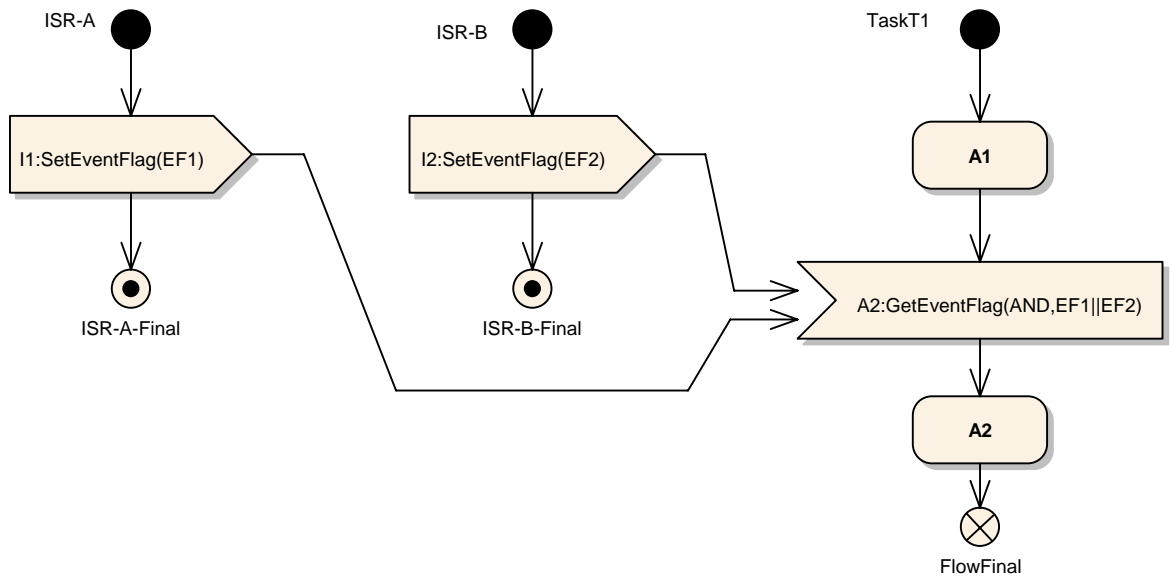 ISR-A
ISR-B
TaskT1
I1:SetEventFlag(EF1)
I2:SetEventFlag(EF2)
A1
A2:GetEventFlag(AND,EF1||EF2)
ISR-A-Final
ISR-B-Final
A2
FlowFinal